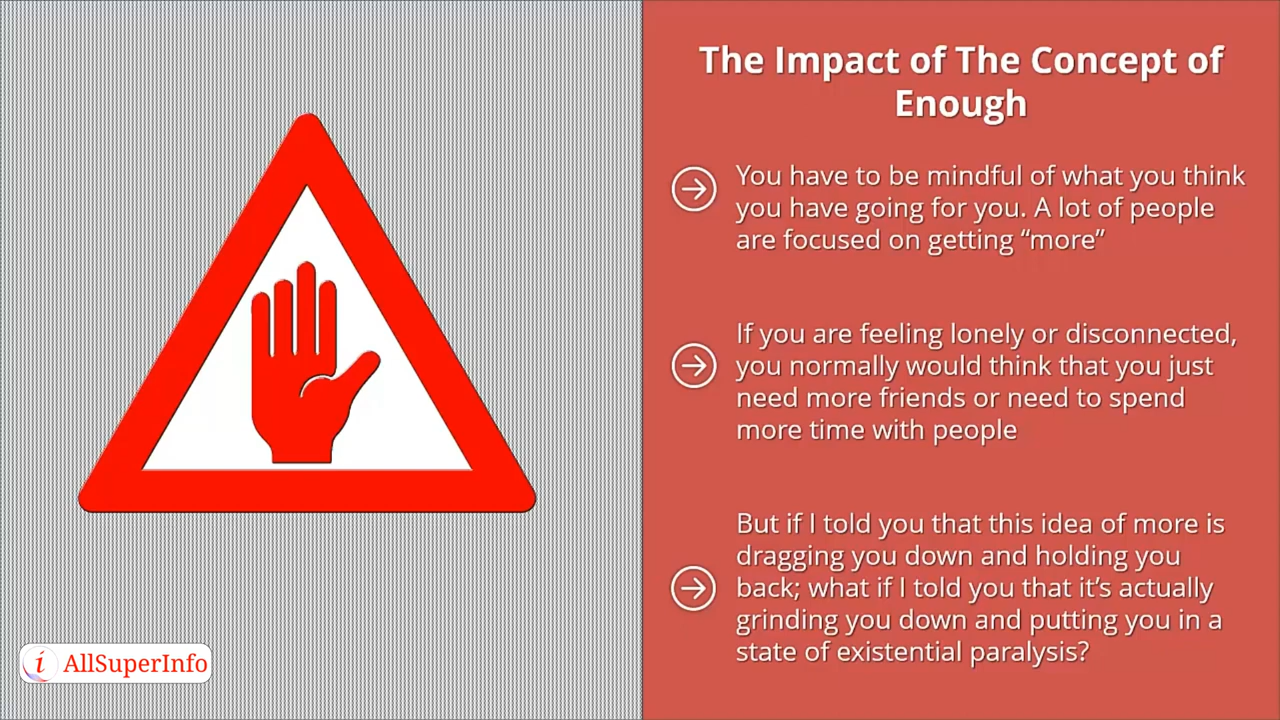 The Impact of The Concept of
Enough
You have to be mindful of what you think
you have going for you. A lot of people
are focused on getting “more”
If you are feeling lonely or disconnected,
you normally would think that you just
need more friends or need to spend
more time with people
But if I told you that this idea of more is
dragging you down and holding you
back; what if I told you that it’s actually
grinding you down and putting you in a
state of existential paralysis?
i AllSuperInfo